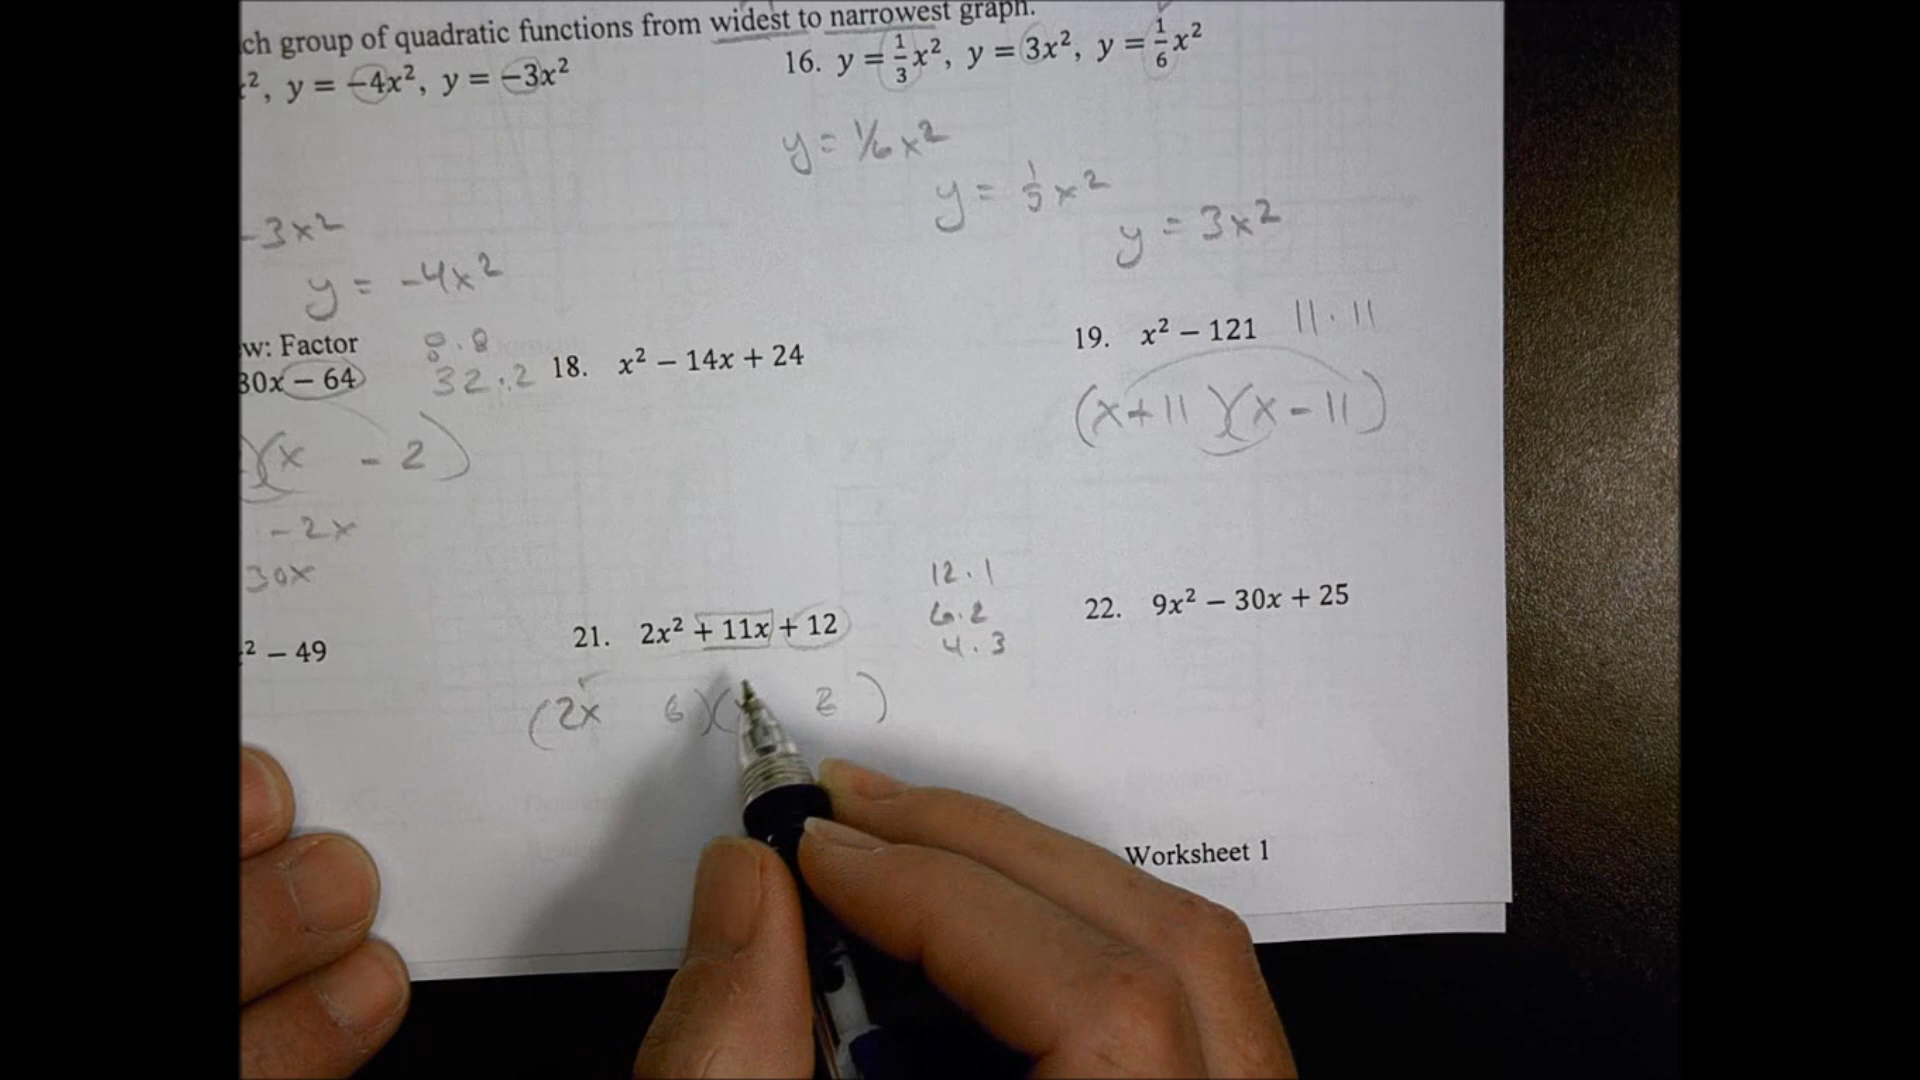 ch group of quadratic functions from widest to narrowest graph.
², y = −4x², y = −3x²
16. y = 1/3x², y = 3x², y = 1/6x²
y = 1/6x²
y = 1/3x²
y = 3x²
-3x²
y = -4x²
w: Factor
30x − 64
8.8
32.2
18. x² − 14x + 24
19. x² − 121
11.11
(x+11)(x-11)
)(x - 2)
-2x
30x
² − 49
21. 2x² + 11x + 12
12.1
6.2
4.3
(2x 6)( 2)
22. 9x² − 30x + 25
Worksheet 1